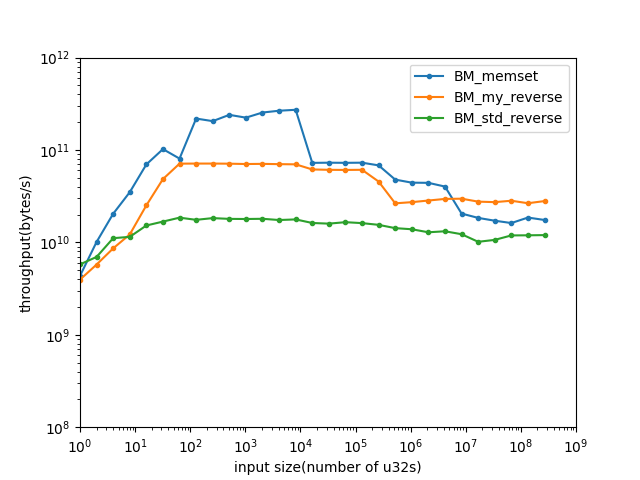 10^12
10^11
10^10
10^9
10^8
throughput(bytes/s)
BM_memset
BM_my_reverse
BM_std_reverse
10^0 10^1 10^2 10^3 10^4 10^5 10^6 10^7 10^8 10^9
input size(number of u32s)